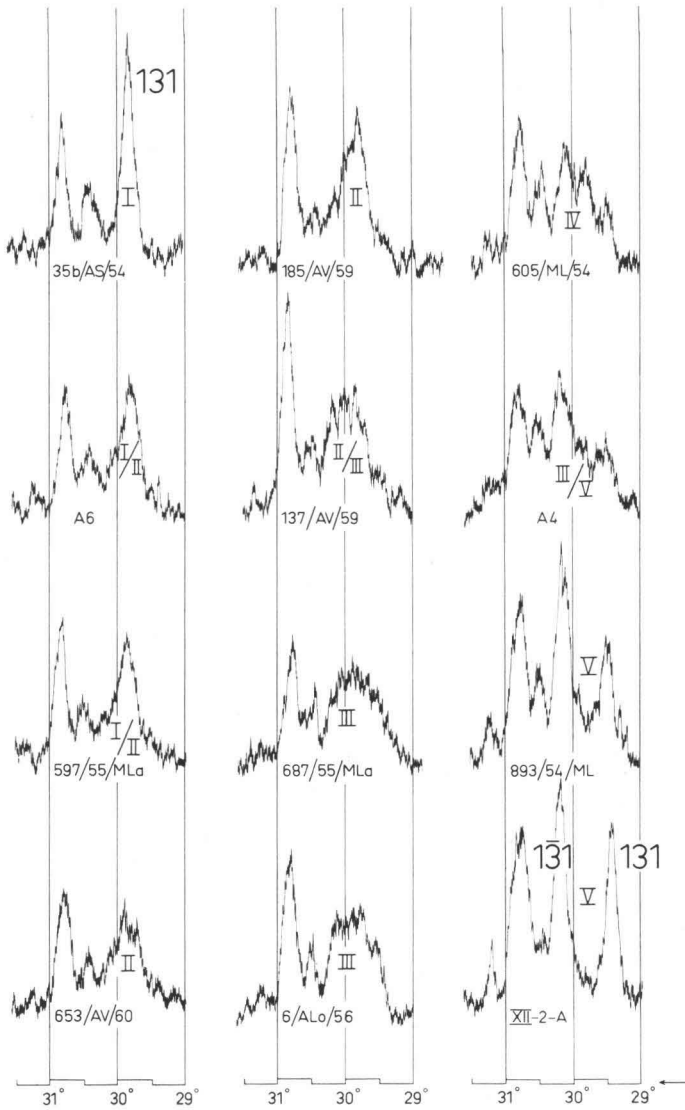 131
I
35b/AS/54
II
185/AV/59
IV
605/ML/54
I/II
A6
II/III
137/AV/59
III/V
A4
I/II
597/55/MLa
III
687/55/MLa
V
893/54/ML
II
653/AV/60
III
6/ALo/56
13̄1
131
V
XII-2-A
31° 30° 29°
31° 30° 29°
31° 30° 29°